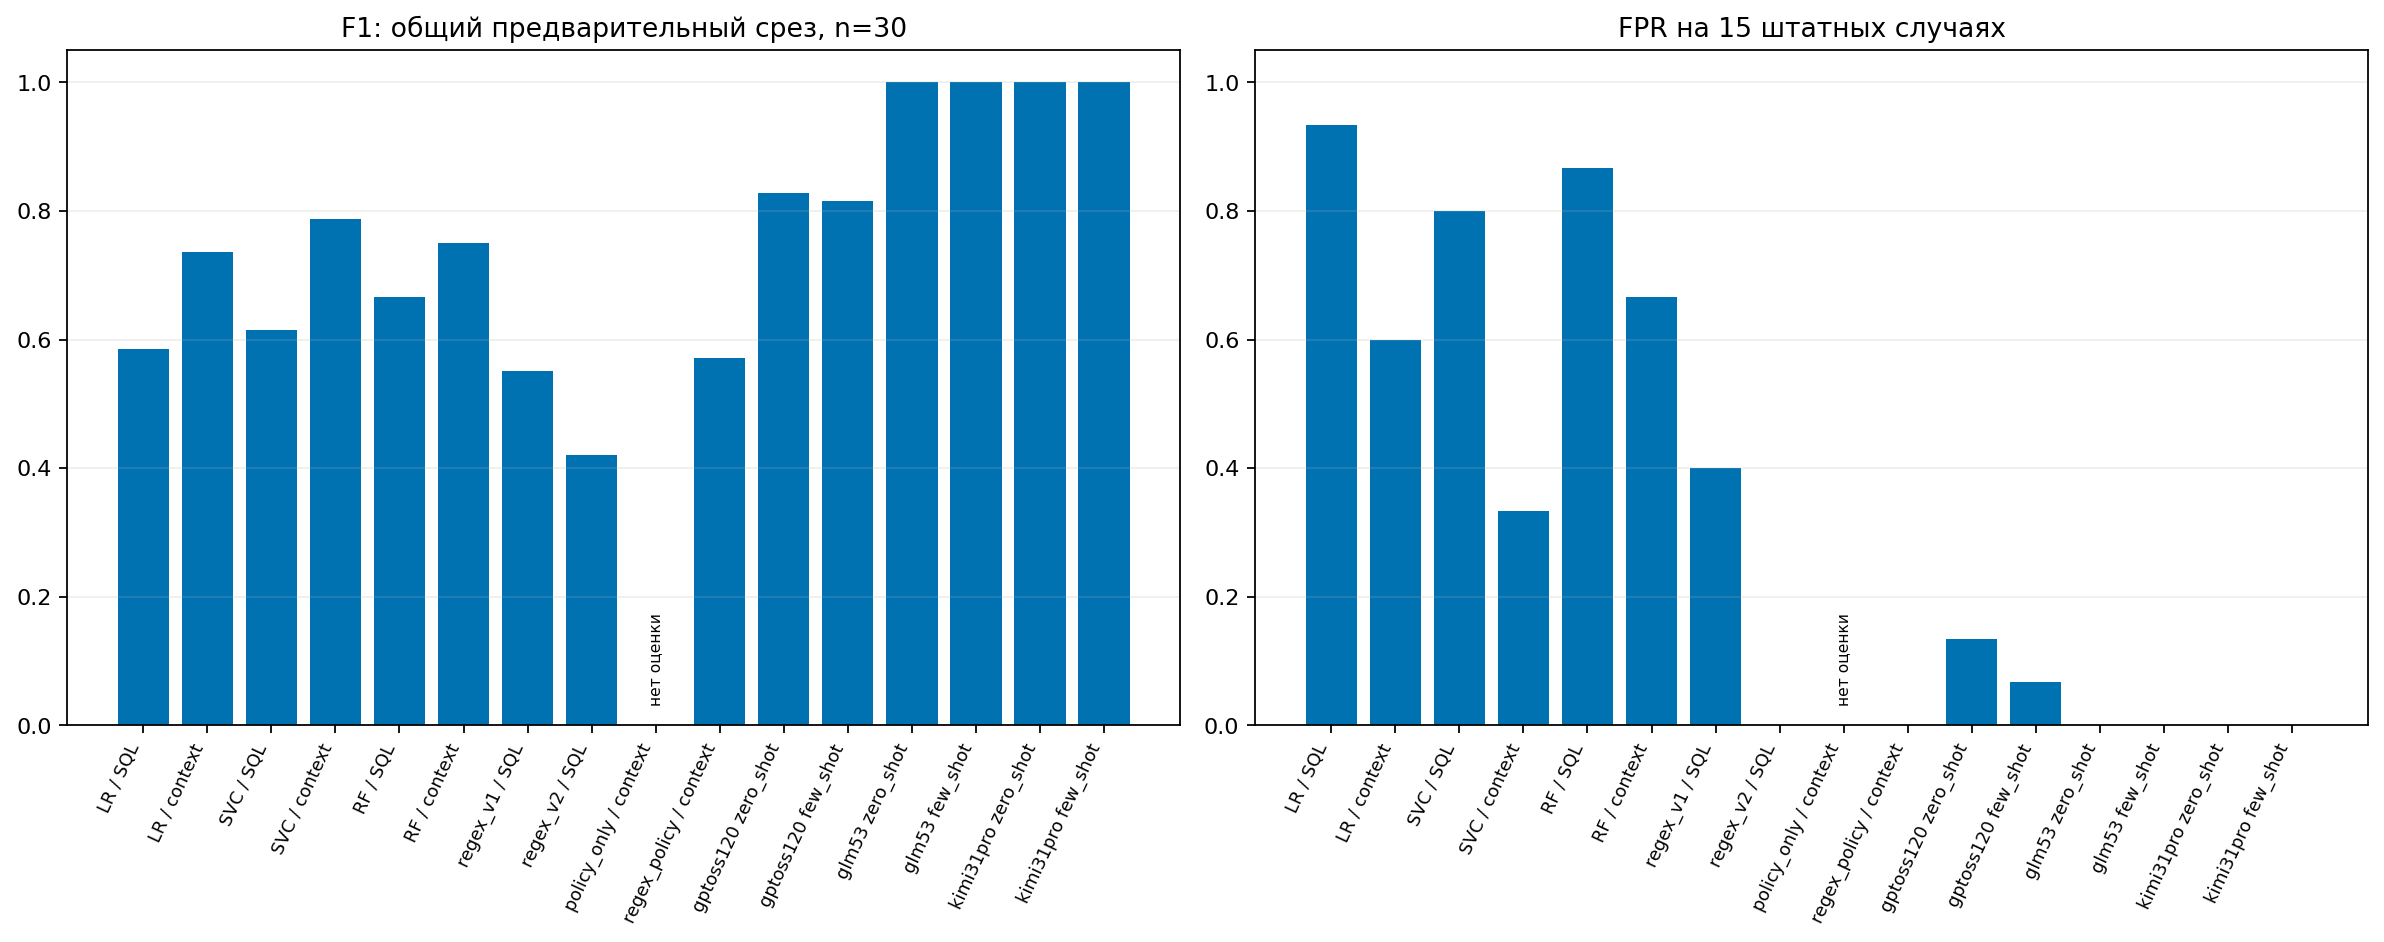 F1: общий предварительный срез, n=30
1.0
0.8
0.6
0.4
0.2
0.0
нет оценки
LR / SQL
LR / context
SVC / SQL
SVC / context
RF / SQL
RF / context
regex_v1 / SQL
regex_v2 / SQL
policy_only / context
regex_policy / context
gptoss120 zero_shot
gptoss120 few_shot
glm53 zero_shot
glm53 few_shot
kimi31pro zero_shot
kimi31pro few_shot
FPR на 15 штатных случаях
1.0
0.8
0.6
0.4
0.2
0.0
нет оценки
LR / SQL
LR / context
SVC / SQL
SVC / context
RF / SQL
RF / context
regex_v1 / SQL
regex_v2 / SQL
policy_only / context
regex_policy / context
gptoss120 zero_shot
gptoss120 few_shot
glm53 zero_shot
glm53 few_shot
kimi31pro zero_shot
kimi31pro few_shot